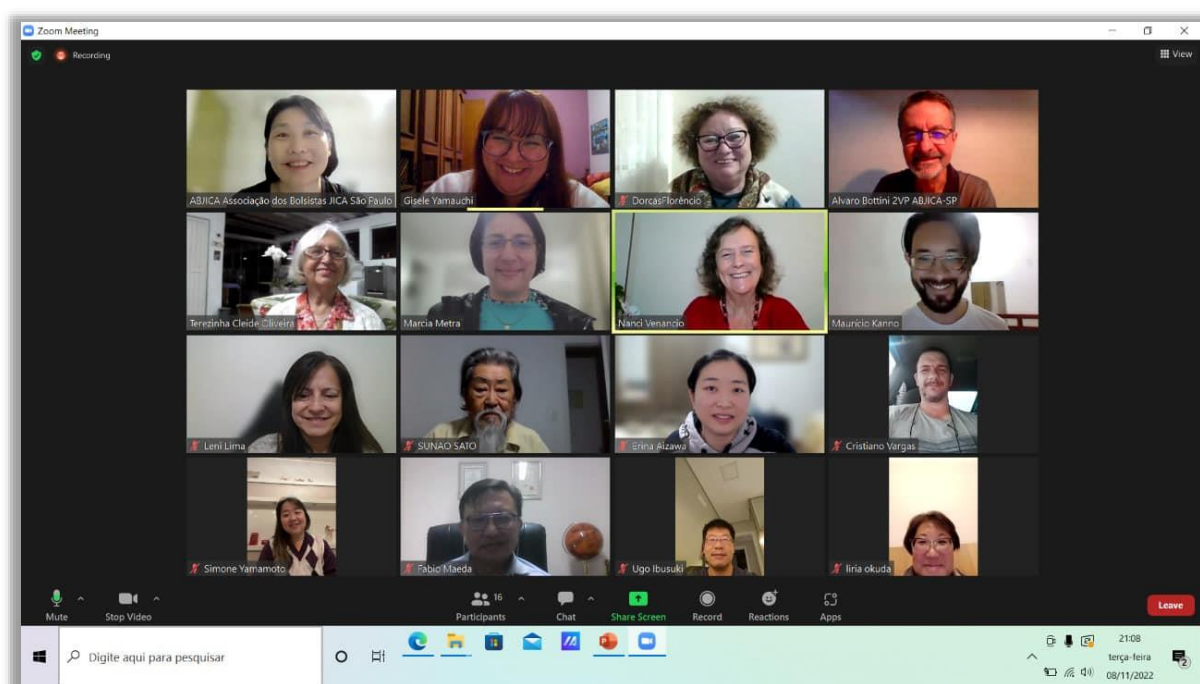 Zoom Meeting
Recording
View
ABJICA Associação dos Bolsistas JICA São Paulo
Gisele Yamauchi
DorcasFlorêncio
Alvaro Bottini 2VP ABJICA-SP
Terezinha Cleide Oliveira
Marcia Metra
Nanci Venancio
Maurício Kanno
Leni Lima
SUNAO SATO
Erina Aizawa
Cristiano Vargas
Simone Yamamoto
Fabio Maeda
Ugo Ibusuki
liria okuda
Mute
Stop Video
Participants
16
Chat
Share Screen
Record
Reactions
Apps
Leave
Digite aqui para pesquisar
21:08
terça-feira
08/11/2022
2